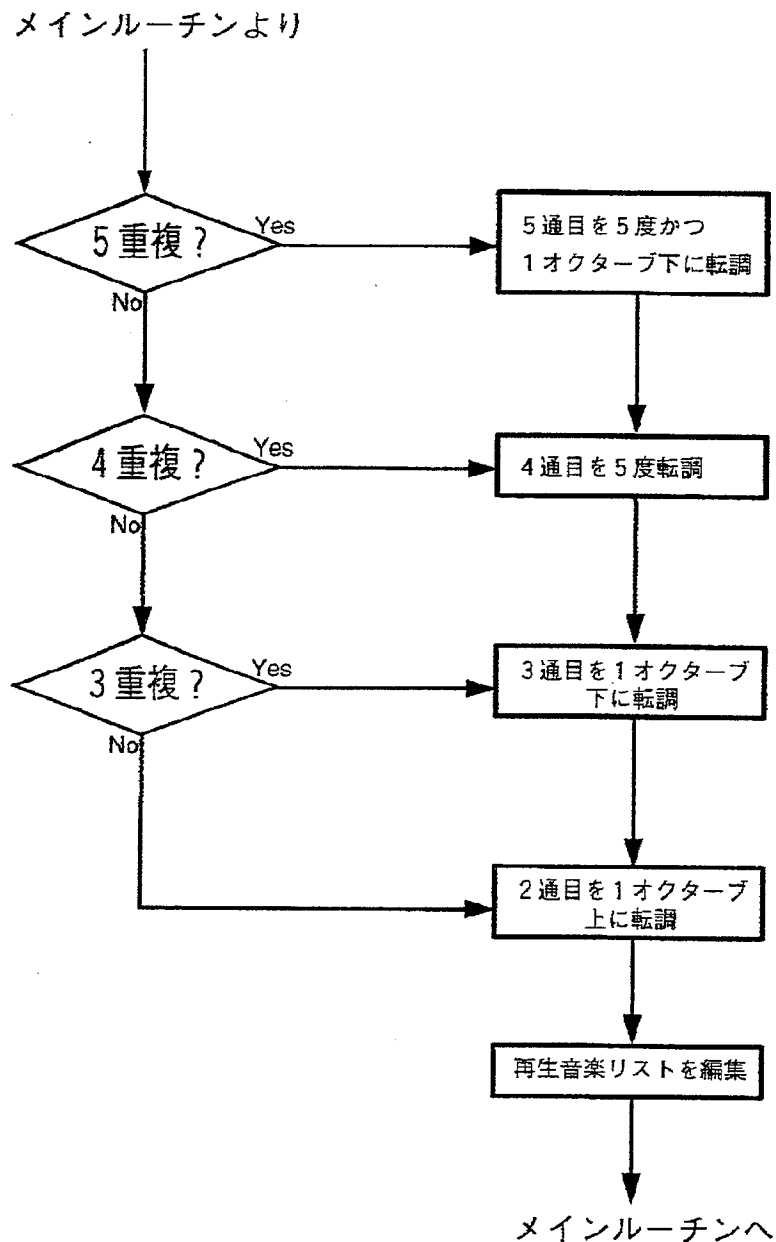 メインルーチンより
5重複？
Yes
No
5通目を5度かつ
1オクターブ下に転調
4重複？
Yes
No
4通目を5度転調
3重複？
Yes
No
3通目を1オクターブ
下に転調
2通目を1オクターブ
上に転調
再生音楽リストを編集
メインルーチンへ